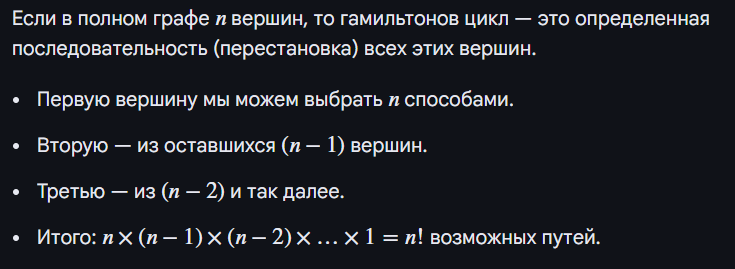 Если в полном графе n вершин, то гамильтонов цикл — это определенная
последовательность (перестановка) всех этих вершин.
• Первую вершину мы можем выбрать n способами.
• Вторую — из оставшихся (n − 1) вершин.
• Третью — из (n − 2) и так далее.
• Итого: n × (n − 1) × (n − 2) × … × 1 = n! возможных путей.